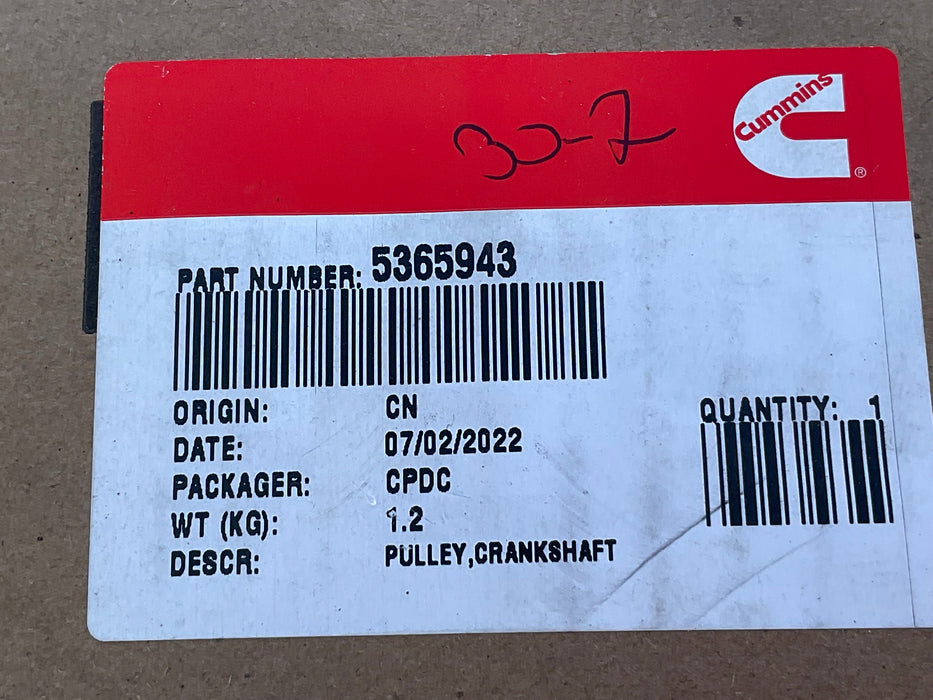 30-7
Cummins
®
PART NUMBER: 5365943
ORIGIN: CN
DATE: 07/02/2022
PACKAGER: CPDC
WT (KG): 1.2
DESCR: PULLEY,CRANKSHAFT
QUANTITY: 1